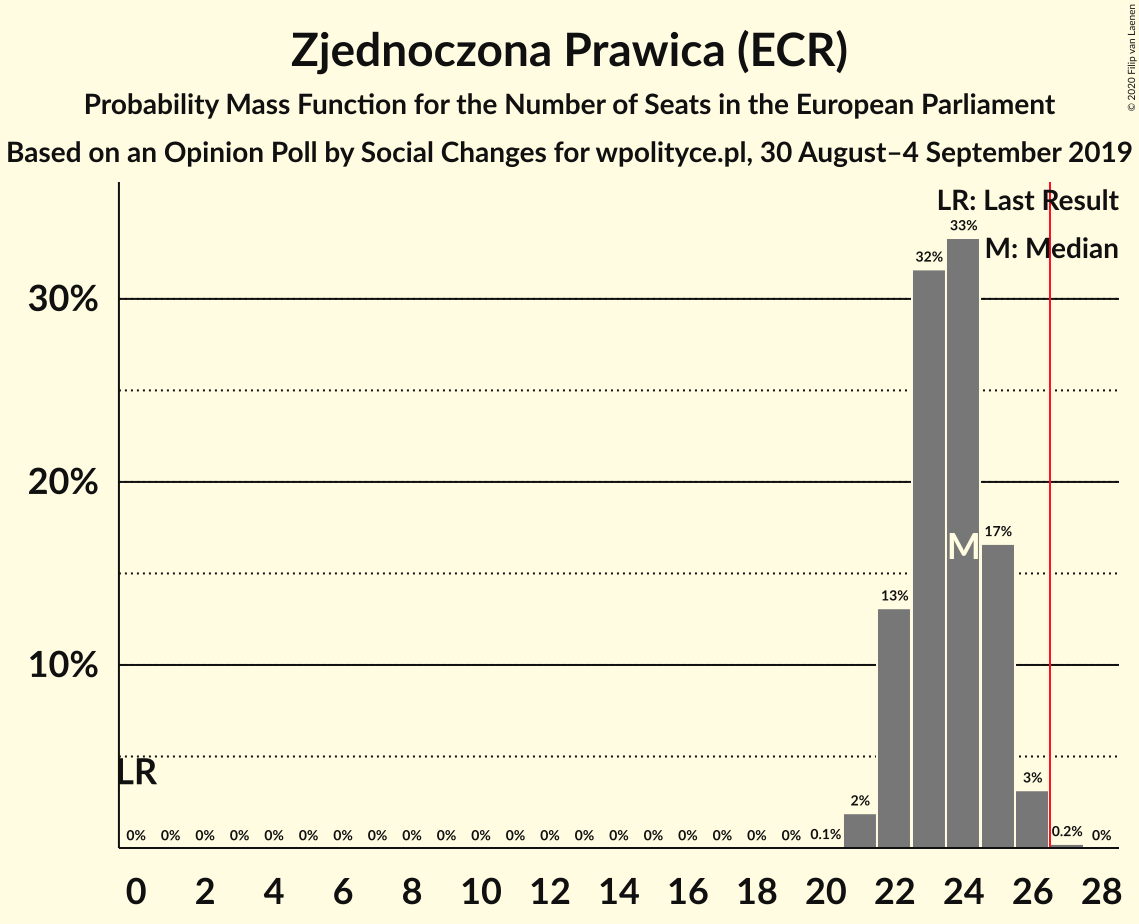 Zjednoczona Prawica (ECR)
Probability Mass Function for the Number of Seats in the European Parliament
Based on an Opinion Poll by Social Changes for wpolityce.pl, 30 August–4 September 2019
© 2020 Filip van Laenen
LR: Last Result
M: Median
33%
32%
30%
20%
17%
M
13%
10%
LR
3%
2%
0% 0% 0% 0% 0% 0% 0% 0% 0% 0% 0% 0% 0% 0% 0% 0% 0% 0% 0% 0% 0.1% 0.2% 0%
0 2 4 6 8 10 12 14 16 18 20 22 24 26 28